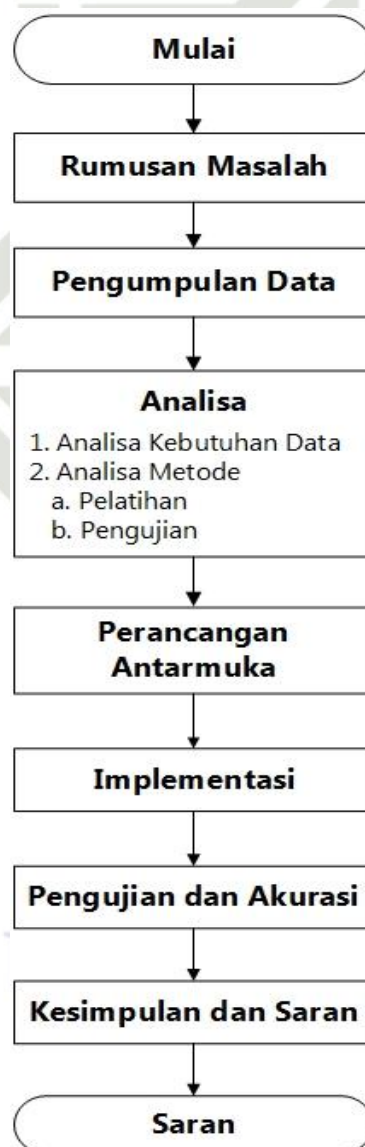 Mulai
Rumusan Masalah
Pengumpulan Data
Analisa
1. Analisa Kebutuhan Data
2. Analisa Metode
a. Pelatihan
b. Pengujian
Perancangan
Antarmuka
Implementasi
Pengujian dan Akurasi
Kesimpulan dan Saran
Saran